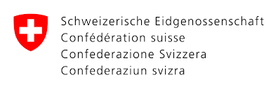 Schweizerische Eidgenossenschaft
Confédération suisse
Confederazione Svizzera
Confederaziun svizra